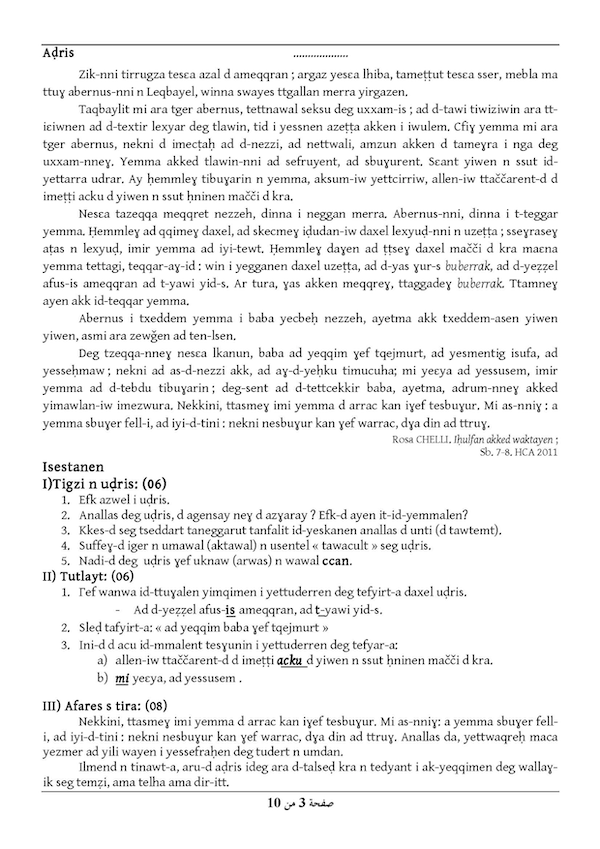 Aḍris ...................
Zik-nni tirrugza tesɛa azal d ameqqran ; argaz yesɛa lhiba, tameṭṭut tesɛa sser, mebla ma
ttuɣ abernus-nni n Leqbayel, winna swayes ttgallan merra yirgazen.
Taqbaylit mi ara tger abernus, tettnawal seksu deg uxxam-is ; ad d-tawi tiwiziwin ara tt-
iɛiwnen ad d-textir lexyar deg tlawin, tid i yessnen azeṭṭa akken i iwulem. Cfiɣ yemma mi ara
tger abernus, nekni d imecṭaḥ ad d-nezzi, ad nettwali, amzun akken d tameɣra i nga deg
uxxam-nneɣ. Yemma akked tlawin-nni ad sefruyent, ad sbuɣurent. Sɛant yiwen n ssut id-
yettarra udrar. Ay ḥemmleɣ tibuɣarin n yemma, aksum-iw yettcirriw, allen-iw ttaččarent-d d
imeṭṭi acku d yiwen n ssut ḥninen mačči d kra.
Nesɛa tazeqqa meqqret nezzeh, dinna i neggan merra. Abernus-nni, dinna i t-teggar
yemma. Ḥemmleɣ ad qqimeɣ daxel, ad skecmeɣ iḍudan-iw daxel lexyuḍ-nni n uzeṭṭa ; sseɣraseɣ
aṭas n lexyuḍ, imir yemma ad iyi-tewt. Ḥemmleɣ daɣen ad ṭṭseɣ daxel mačči d kra maɛna
yemma tettagi, teqqar-aɣ-id : win i yegganen daxel uzeṭṭa, ad d-yas ɣur-s buberrak, ad d-yeẓẓel
afus-is ameqqran ad t-yawi yid-s. Ar tura, ɣas akken meqqreɣ, ttaggadeɣ buberrak. Ttamneɣ
ayen akk id-teqqar yemma.
Abernus i txeddem yemma i baba yecbeḥ nezzeh, ayetma akk txeddem-asen yiwen
yiwen, asmi ara zewǧen ad ten-lsen.
Deg tzeqqa-nneɣ nesɛa lkanun, baba ad yeqqim ɣef tqejmurt, ad yesmentig isufa, ad
yesseḥmaw ; nekni ad as-d-nezzi akk, ad aɣ-d-yeḥku timucuha; mi yeɛya ad yessusem, imir
yemma ad d-tebdu tibuɣarin ; deg-sent ad d-tettcekkir baba, ayetma, adrum-nneɣ akked
yimawlan-iw imezwura. Nekkini, ttasmeɣ imi yemma d arrac kan iɣef tesbuɣur. Mi as-nniɣ : a
yemma sbuɣer fell-i, ad iyi-d-tini : nekni nesbuɣur kan ɣef warrac, dɣa din ad ttruɣ.
Rosa CHELLI. Iḥulfan akked waktayen ;
Sb. 7-8. HCA 2011
Isestanen
I)Tigzi n uḍris: (06)
1. Efk azwel i uḍris.
2. Anallas deg uḍris, d agensay neɣ d azɣaray ? Efk-d ayen it-id-yemmalen?
3. Kkes-d seg tseddart taneggarut tanfalit id-yeskanen anallas d unti (d tawtemt).
4. Suffeɣ-d iger n umawal (aktawal) n usentel « tawacult » seg uḍris.
5. Nadi-d deg uḍris ɣef uknaw (arwas) n wawal ccan.
II) Tutlayt: (06)
1. Γef wanwa id-ttuɣalen yimqimen i yettuderren deg tefyirt-a daxel uḍris.
- Ad d-yeẓẓel afus-is ameqqran, ad t-yawi yid-s.
2. Sleḍ tafyirt-a: « ad yeqqim baba ɣef tqejmurt »
3. Ini-d d acu id-mmalent tesɣunin i yettuderren deg tefyar-a:
a) allen-iw ttaččarent-d d imeṭṭi acku d yiwen n ssut ḥninen mačči d kra.
b) mi yeɛya, ad yessusem .
III) Afares s tira: (08)
Nekkini, ttasmeɣ imi yemma d arrac kan iɣef tesbuɣur. Mi as-nniɣ: a yemma sbuɣer fell-
i, ad iyi-d-tini : nekni nesbuɣur kan ɣef warrac, dɣa din ad ttruɣ. Anallas da, yettwaqreḥ maca
yezmer ad yili wayen i yessefraḥen deg tudert n umdan.
Ilmend n tinawt-a, aru-d aḍris ideg ara d-talseḍ kra n tedyant i ak-yeqqimen deg wallaɣ-
ik seg temẓi, ama telha ama dir-itt.
صفحة 3 من 10